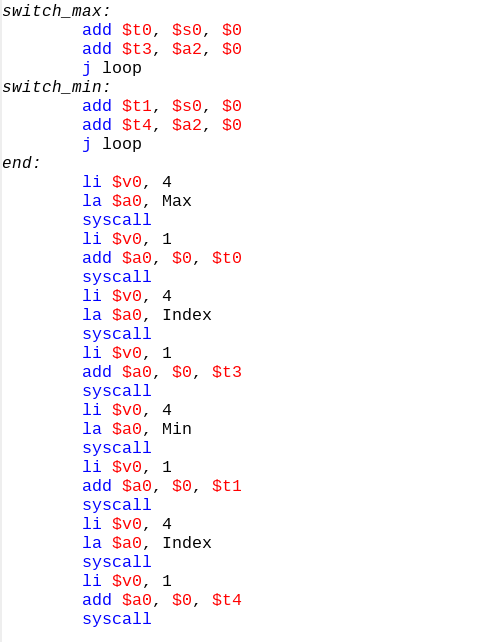 switch_max:
add $t0, $s0, $0
add $t3, $a2, $0
j loop
switch_min:
add $t1, $s0, $0
add $t4, $a2, $0
j loop
end:
li $v0, 4
la $a0, Max
syscall
li $v0, 1
add $a0, $0, $t0
syscall
li $v0, 4
la $a0, Index
syscall
li $v0, 1
add $a0, $0, $t3
syscall
li $v0, 4
la $a0, Min
syscall
li $v0, 1
add $a0, $0, $t1
syscall
li $v0, 4
la $a0, Index
syscall
li $v0, 1
add $a0, $0, $t4
syscall